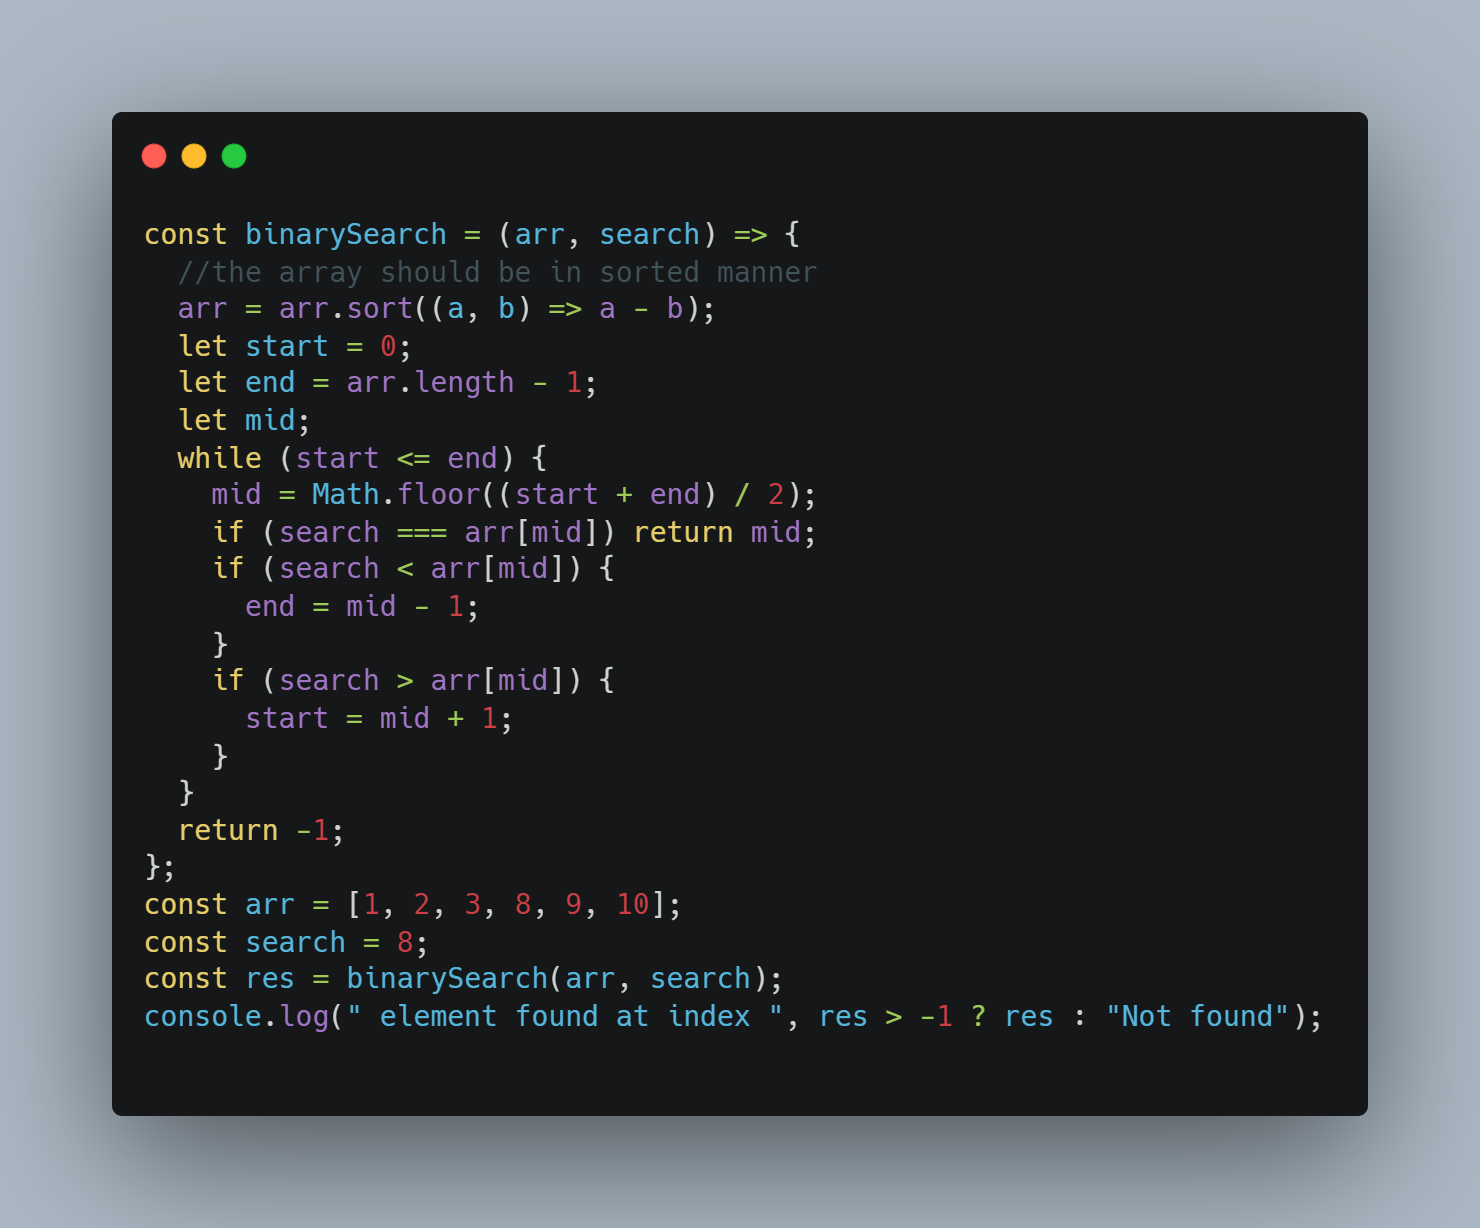 const binarySearch = (arr, search) => {
  //the array should be in sorted manner
  arr = arr.sort((a, b) => a - b);
  let start = 0;
  let end = arr.length - 1;
  let mid;
  while (start <= end) {
    mid = Math.floor((start + end) / 2);
    if (search === arr[mid]) return mid;
    if (search < arr[mid]) {
      end = mid - 1;
    }
    if (search > arr[mid]) {
      start = mid + 1;
    }
  }
  return -1;
};
const arr = [1, 2, 3, 8, 9, 10];
const search = 8;
const res = binarySearch(arr, search);
console.log(" element found at index ", res > -1 ? res : "Not found");